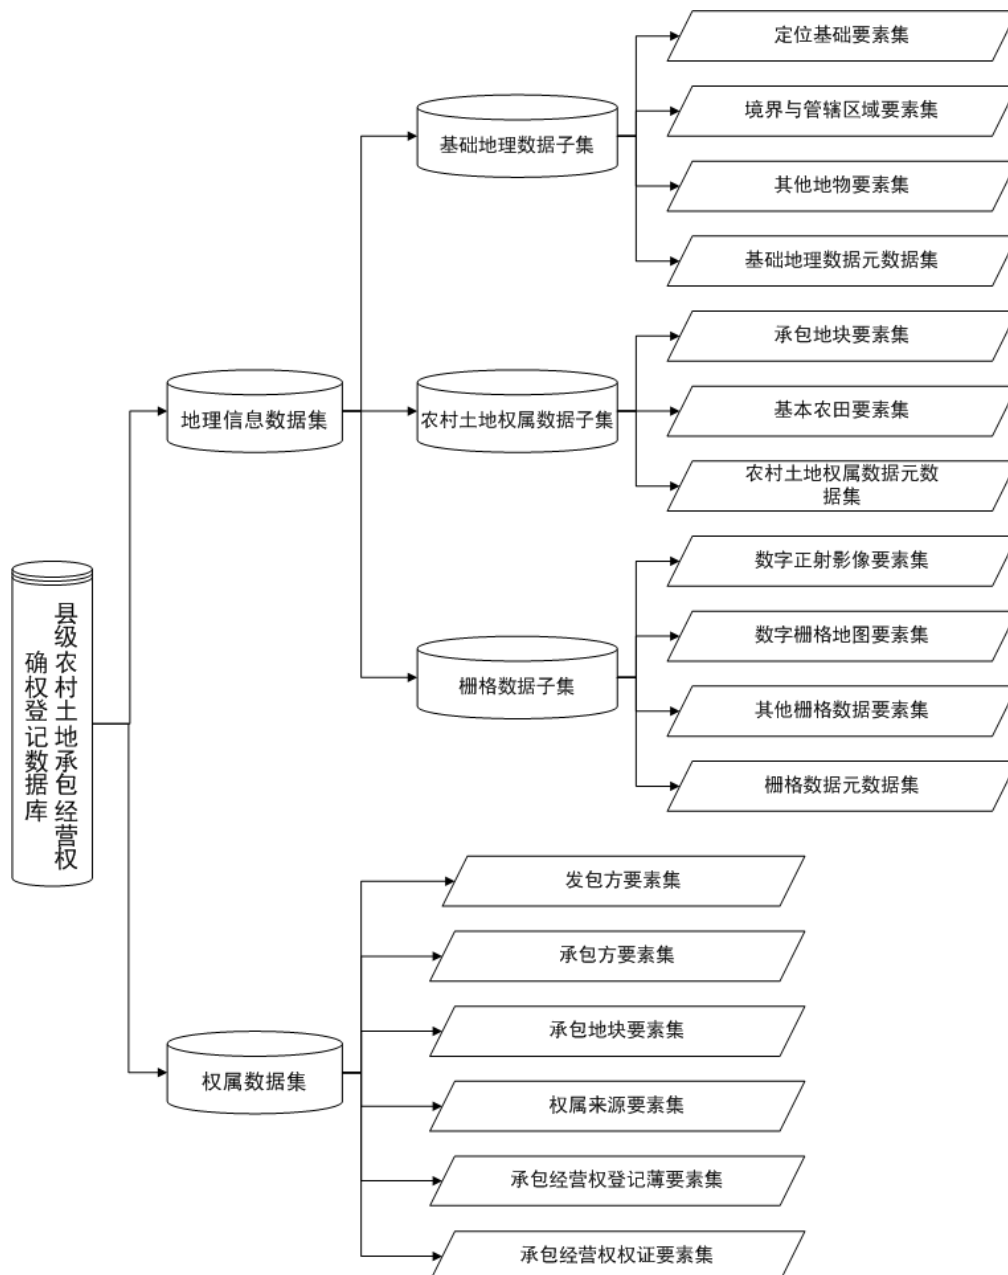 定位基础要素集
境界与管辖区域要素集
基础地理数据子集
其他地物要素集
基础地理数据元数据集
承包地块要素集
地理信息数据集
农村土地权属数据子集
基本农田要素集
农村土地权属数据元数
据集
数字正射影像要素集
县级农村土地承包经营权
确权登记数据库
数字栅格地图要素集
栅格数据子集
其他栅格数据要素集
栅格数据元数据集
发包方要素集
承包方要素集
承包地块要素集
权属数据集
权属来源要素集
承包经营权登记薄要素集
承包经营权权证要素集